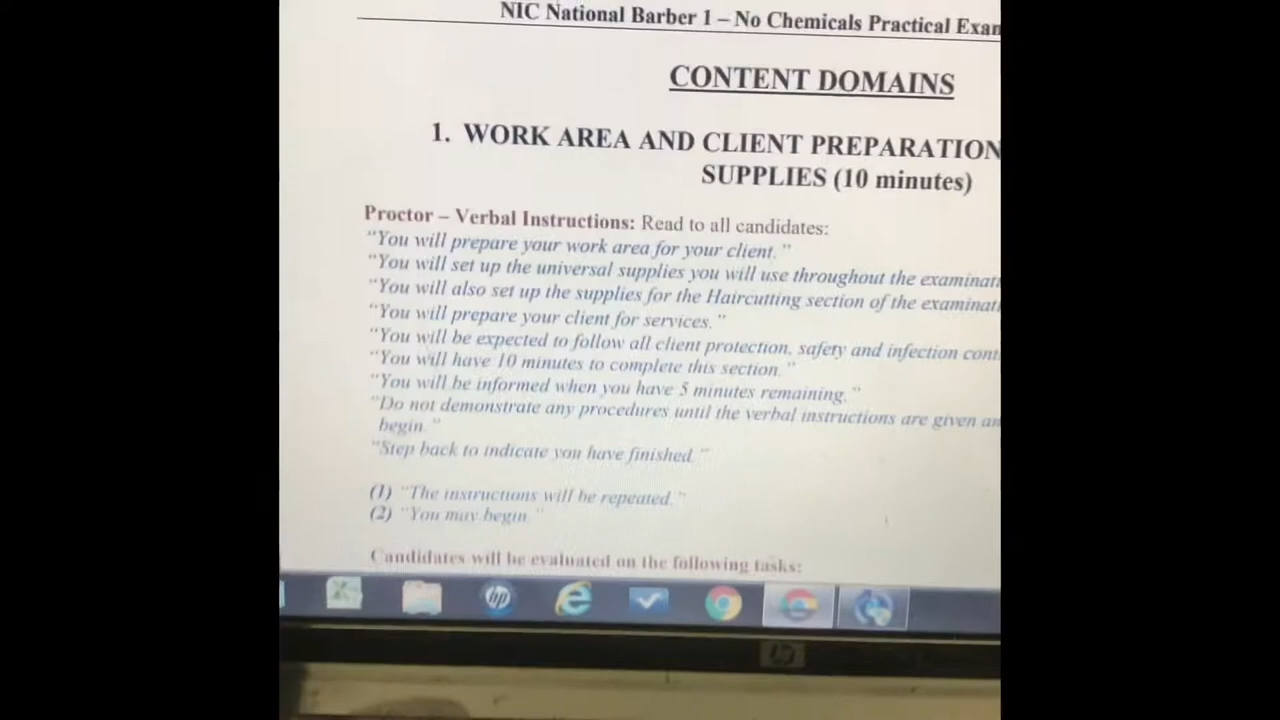 NIC National Barber 1 – No Chemicals Practical Exam
CONTENT DOMAINS
1. WORK AREA AND CLIENT PREPARATION
SUPPLIES (10 minutes)
Proctor – Verbal Instructions: Read to all candidates:
"You will prepare your work area for your client."
"You will set up the universal supplies you will use throughout the examinati
"You will also set up the supplies for the Haircutting section of the examinati
"You will prepare your client for services."
"You will be expected to follow all client protection, safety and infection cont
"You will have 10 minutes to complete this section."
"You will be informed when you have 5 minutes remaining."
"Do not demonstrate any procedures until the verbal instructions are given an
begin."
"Step back to indicate you have finished."
(1) "The instructions will be repeated."
(2) "You may begin."
Candidates will be evaluated on the following tasks:
hp
hp